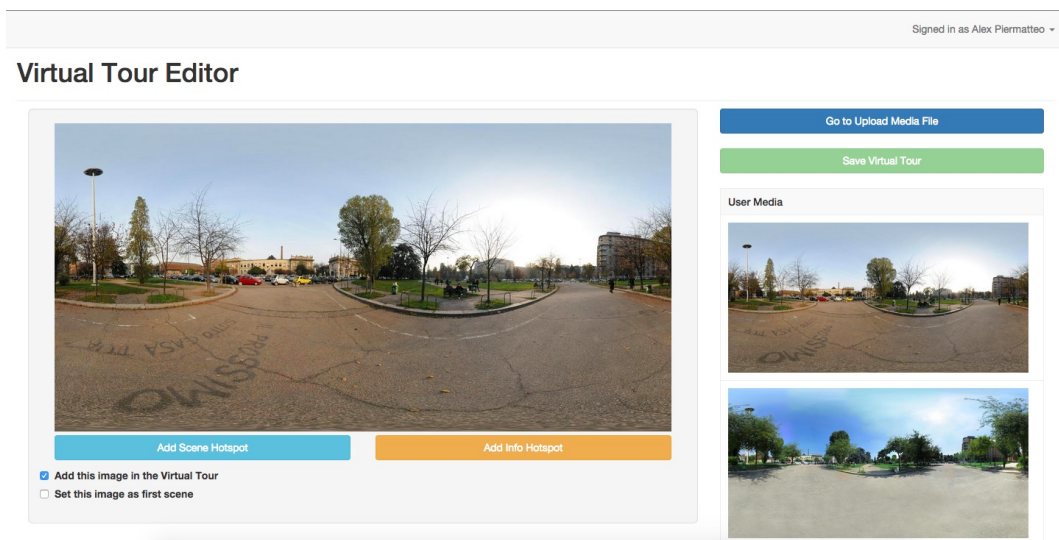 Signed in as Alex Piermatteo
Virtual Tour Editor
Go to Upload Media File
Save Virtual Tour
User Media
Add Scene Hotspot
Add Info Hotspot
Add this image in the Virtual Tour
Set this image as first scene
PROSSIMO